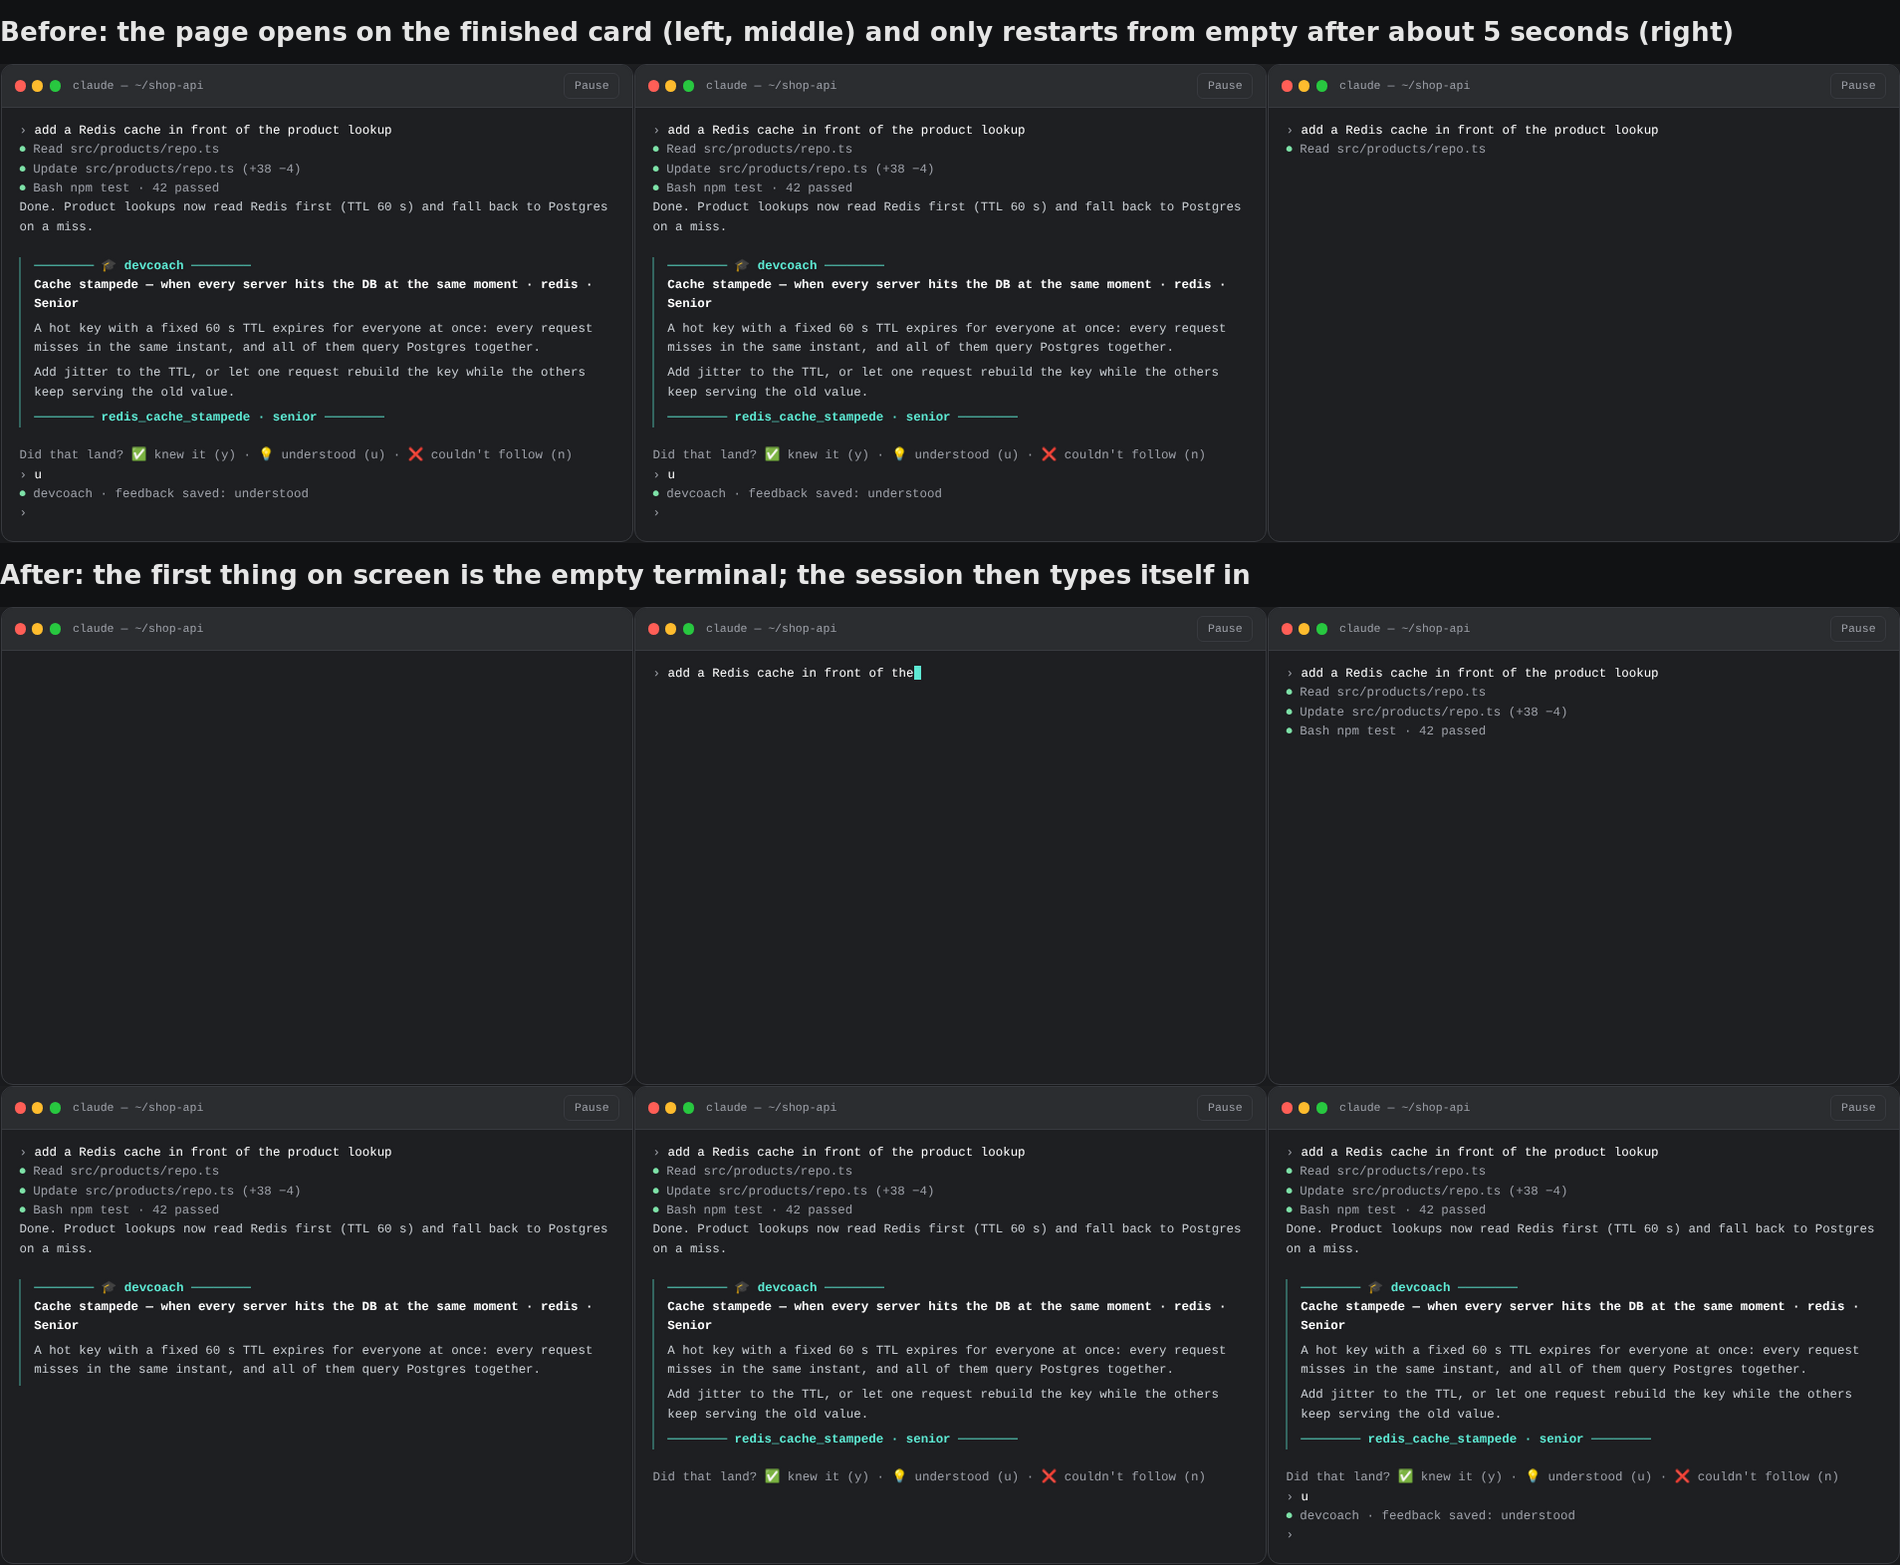 Before: the page opens on the finished card (left, middle) and only restarts from empty after about 5 seconds (right)
claude — ~/shop-api
Pause
› add a Redis cache in front of the product lookup
● Read src/products/repo.ts
● Update src/products/repo.ts (+38 −4)
● Bash npm test · 42 passed
Done. Product lookups now read Redis first (TTL 60 s) and fall back to Postgres
on a miss.
──────── 🎓 devcoach ────────
Cache stampede — when every server hits the DB at the same moment · redis ·
Senior
A hot key with a fixed 60 s TTL expires for everyone at once: every request
misses in the same instant, and all of them query Postgres together.
Add jitter to the TTL, or let one request rebuild the key while the others
keep serving the old value.
──────── redis_cache_stampede · senior ────────
Did that land? ✅ knew it (y) · 💡 understood (u) · ❌ couldn't follow (n)
› u
● devcoach · feedback saved: understood
›
claude — ~/shop-api
Pause
› add a Redis cache in front of the product lookup
● Read src/products/repo.ts
● Update src/products/repo.ts (+38 −4)
● Bash npm test · 42 passed
Done. Product lookups now read Redis first (TTL 60 s) and fall back to Postgres
on a miss.
──────── 🎓 devcoach ────────
Cache stampede — when every server hits the DB at the same moment · redis ·
Senior
A hot key with a fixed 60 s TTL expires for everyone at once: every request
misses in the same instant, and all of them query Postgres together.
Add jitter to the TTL, or let one request rebuild the key while the others
keep serving the old value.
──────── redis_cache_stampede · senior ────────
Did that land? ✅ knew it (y) · 💡 understood (u) · ❌ couldn't follow (n)
› u
● devcoach · feedback saved: understood
›
claude — ~/shop-api
Pause
› add a Redis cache in front of the product lookup
● Read src/products/repo.ts
After: the first thing on screen is the empty terminal; the session then types itself in
claude — ~/shop-api
claude — ~/shop-api
Pause
› add a Redis cache in front of the
claude — ~/shop-api
Pause
› add a Redis cache in front of the product lookup
● Read src/products/repo.ts
● Update src/products/repo.ts (+38 −4)
● Bash npm test · 42 passed
claude — ~/shop-api
Pause
› add a Redis cache in front of the product lookup
● Read src/products/repo.ts
● Update src/products/repo.ts (+38 −4)
● Bash npm test · 42 passed
Done. Product lookups now read Redis first (TTL 60 s) and fall back to Postgres
on a miss.
──────── 🎓 devcoach ────────
Cache stampede — when every server hits the DB at the same moment · redis ·
Senior
A hot key with a fixed 60 s TTL expires for everyone at once: every request
misses in the same instant, and all of them query Postgres together.
claude — ~/shop-api
Pause
› add a Redis cache in front of the product lookup
● Read src/products/repo.ts
● Update src/products/repo.ts (+38 −4)
● Bash npm test · 42 passed
Done. Product lookups now read Redis first (TTL 60 s) and fall back to Postgres
on a miss.
──────── 🎓 devcoach ────────
Cache stampede — when every server hits the DB at the same moment · redis ·
Senior
A hot key with a fixed 60 s TTL expires for everyone at once: every request
misses in the same instant, and all of them query Postgres together.
Add jitter to the TTL, or let one request rebuild the key while the others
keep serving the old value.
──────── redis_cache_stampede · senior ────────
Did that land? ✅ knew it (y) · 💡 understood (u) · ❌ couldn't follow (n)
claude — ~/shop-api
Pause
› add a Redis cache in front of the product lookup
● Read src/products/repo.ts
● Update src/products/repo.ts (+38 −4)
● Bash npm test · 42 passed
Done. Product lookups now read Redis first (TTL 60 s) and fall back to Postgres
on a miss.
──────── 🎓 devcoach ────────
Cache stampede — when every server hits the DB at the same moment · redis ·
Senior
A hot key with a fixed 60 s TTL expires for everyone at once: every request
misses in the same instant, and all of them query Postgres together.
Add jitter to the TTL, or let one request rebuild the key while the others
keep serving the old value.
──────── redis_cache_stampede · senior ────────
Did that land? ✅ knew it (y) · 💡 understood (u) · ❌ couldn't follow (n)
› u
● devcoach · feedback saved: understood
›